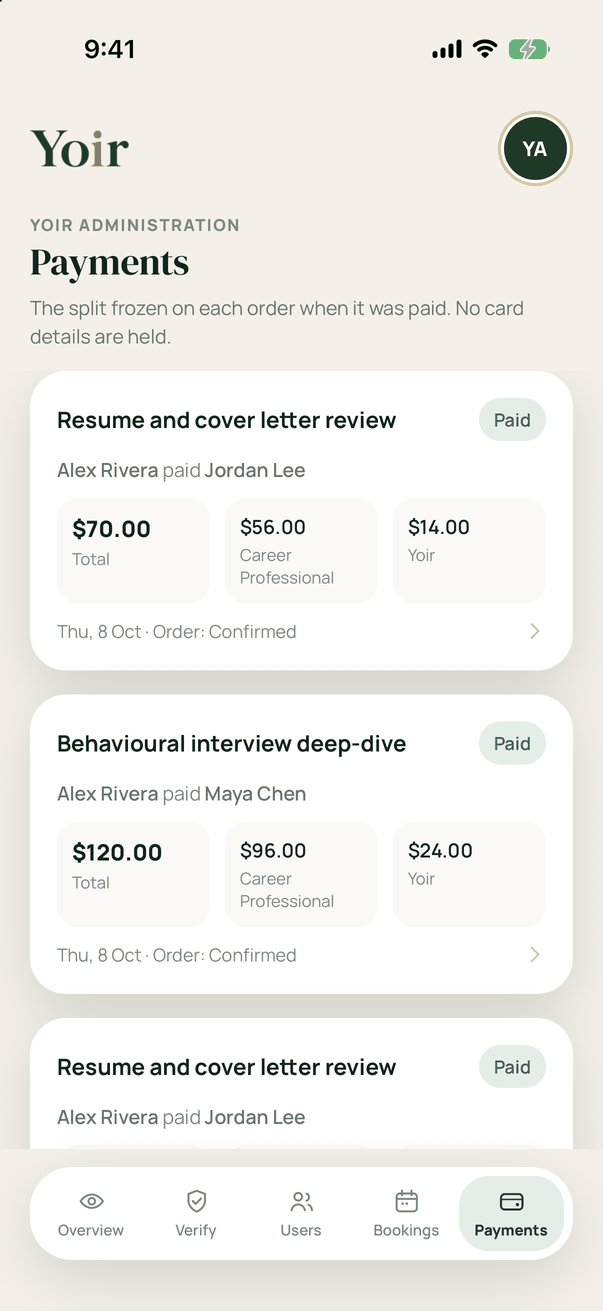 9:41
Yoir
YA
YOIR ADMINISTRATION
Payments
The split frozen on each order when it was paid. No card
details are held.
Resume and cover letter review
Paid
Alex Rivera paid Jordan Lee
$70.00
Total
$56.00
Career
Professional
$14.00
Yoir
Thu, 8 Oct · Order: Confirmed
Behavioural interview deep-dive
Paid
Alex Rivera paid Maya Chen
$120.00
Total
$96.00
Career
Professional
$24.00
Yoir
Thu, 8 Oct · Order: Confirmed
Resume and cover letter review
Paid
Alex Rivera paid Jordan Lee
Overview
Verify
Users
Bookings
Payments